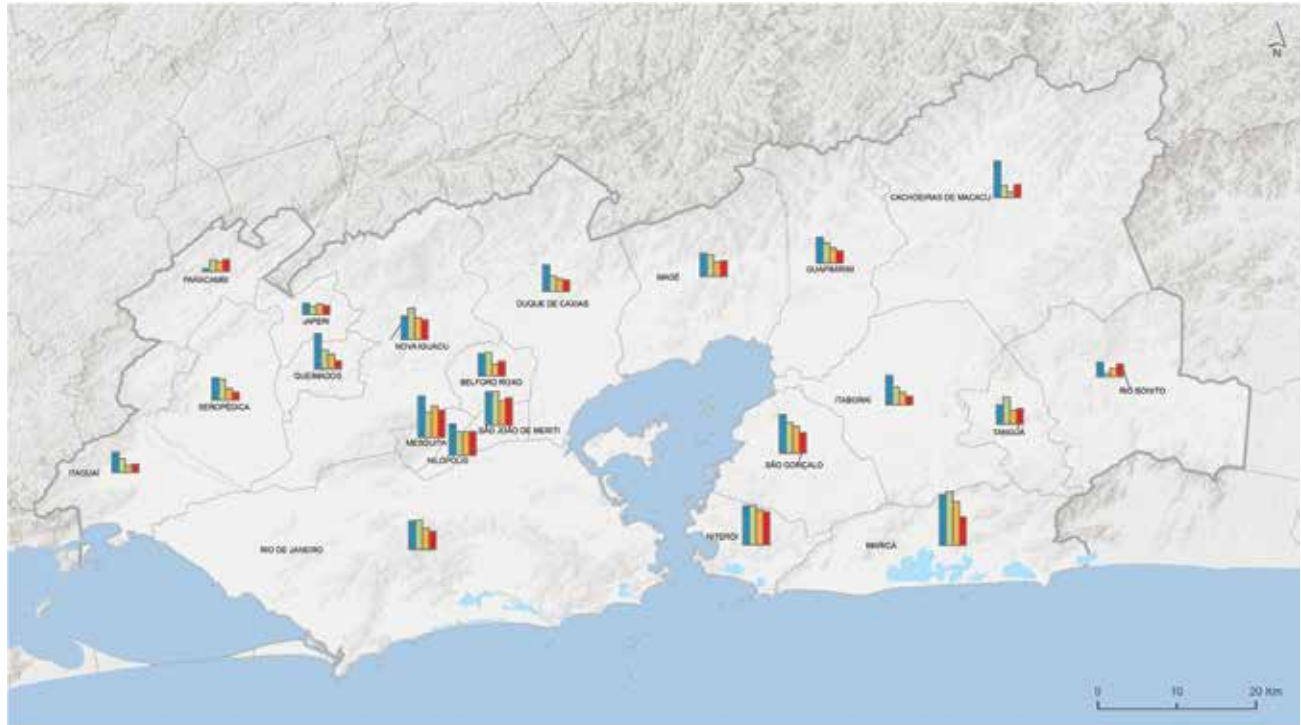 N
CACHOEIRAS DE MACACU
PARACAMBI
MAGÉ
GUAPIMIRIM
DUQUE DE CAXIAS
JAPERI
NOVA IGUAÇU
QUEIMADOS
BELFORD ROXO
RIO BONITO
SEROPÉDICA
ITABORAÍ
SÃO JOÃO DE MERITI
TANGUÁ
MESQUITA
NILÓPOLIS
SÃO GONÇALO
ITAGUAÍ
NITERÓI
MARICÁ
RIO DE JANEIRO
0 10 20 Km